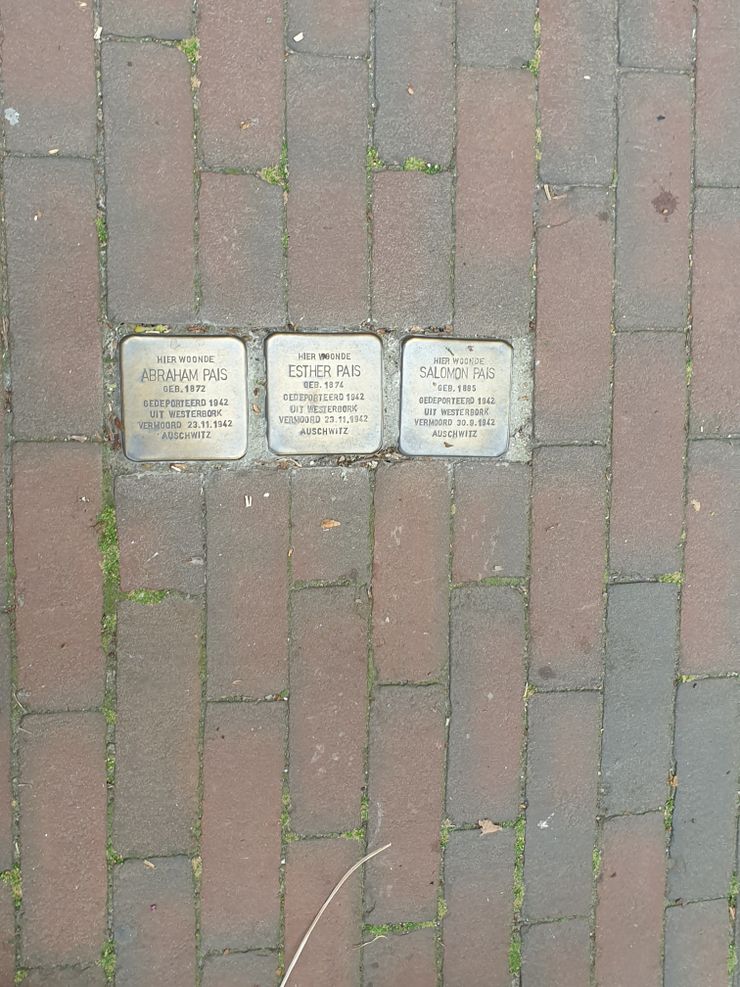 HIER WOONDE
ABRAHAM PAIS
GEB. 1872
GEDEPORTEERD 1942
UIT WESTERBORK
VERMOORD 23.11.1942
AUSCHWITZ
HIER WOONDE
ESTHER PAIS
GEB. 1874
GEDEPORTEERD 1942
UIT WESTERBORK
VERMOORD 23.11.1942
AUSCHWITZ
HIER WOONDE
SALOMON PAIS
GEB. 1885
GEDEPORTEERD 1942
UIT WESTERBORK
VERMOORD 30.9.1942
AUSCHWITZ